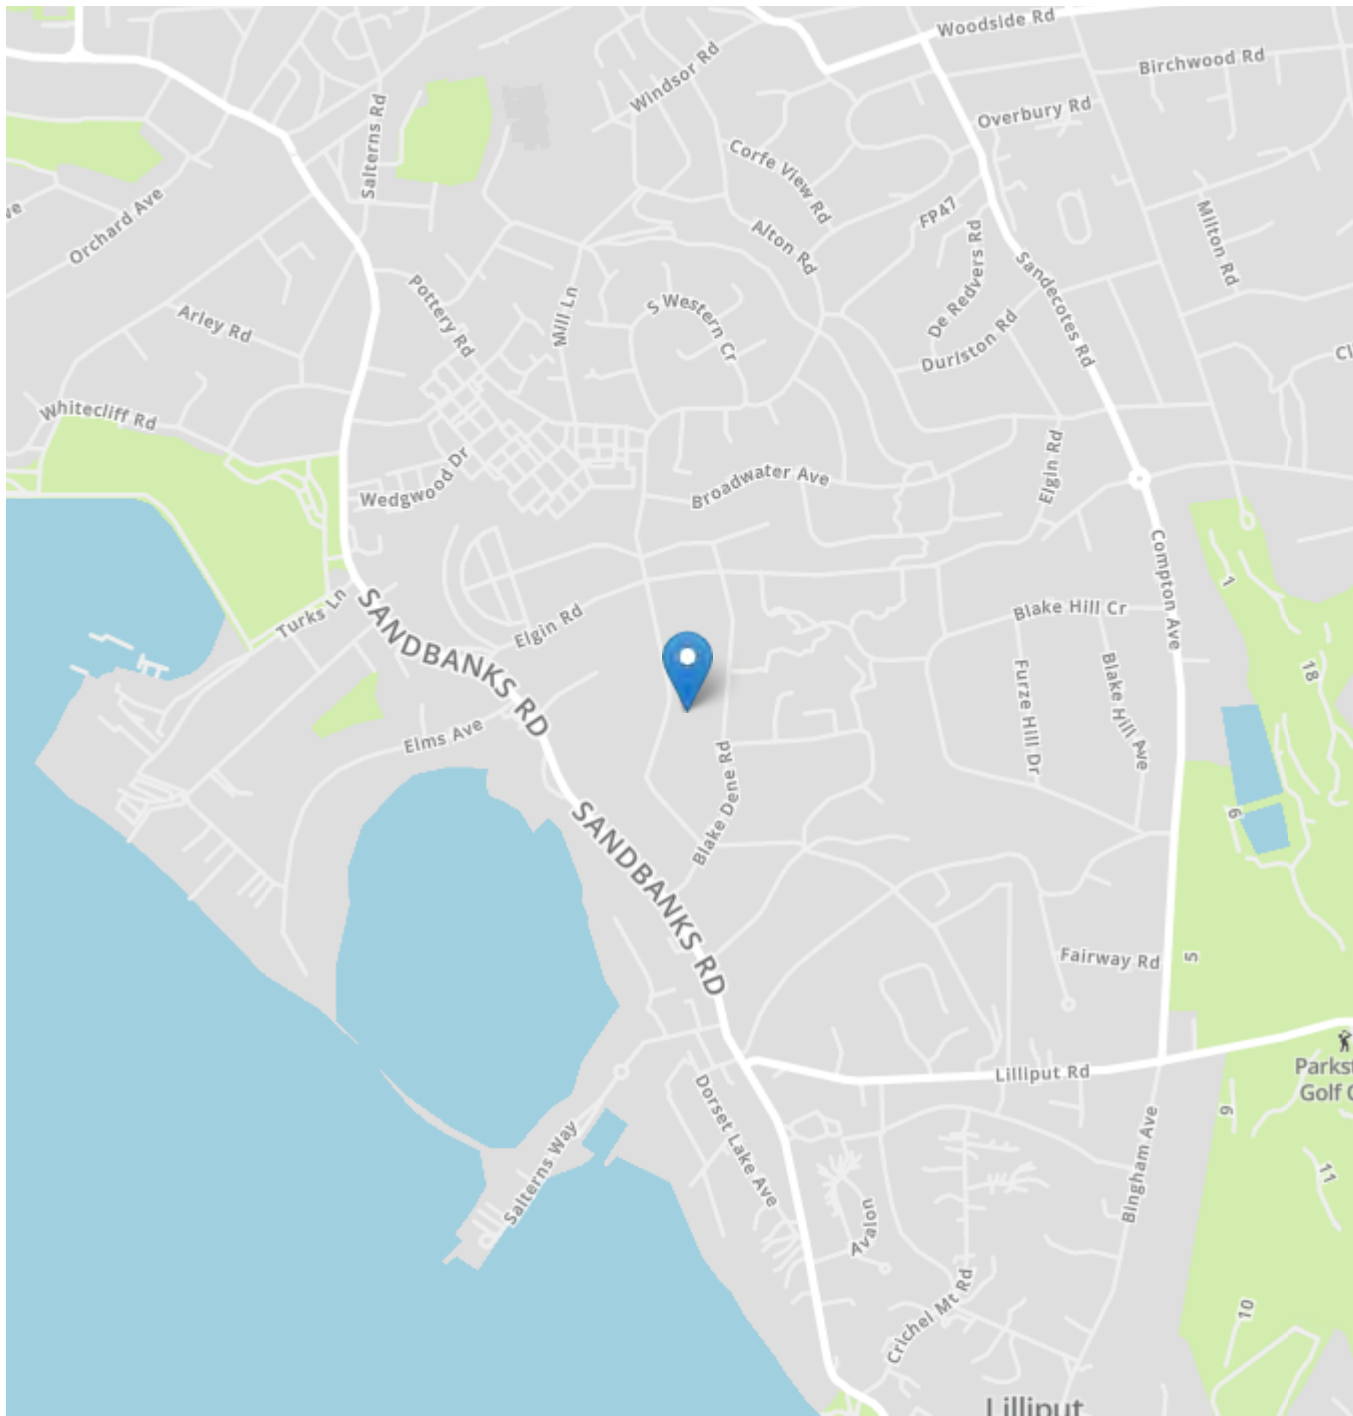 Woodside Rd
Birchwood Rd
Windsor Rd
Overbury Rd
Salterns Rd
Corfe View Rd
FP47
Milton Rd
Orchard Ave
Alton Rd
De Redvers Rd
Sandecotes Rd
Pottery Rd
Mill Ln
S Western Cr
Arley Rd
Durlston Rd
Whitecliff Rd
Wedgwood Dr
Broadwater Ave
Elgin Rd
Compton Ave
1
Turks Ln
SANDBANKS RD
Elgin Rd
Blake Hill Cr
18
Furze Hill Dr
Blake Hill Ave
Elms Ave
Blake Dene Rd
6
SANDBANKS RD
Fairway Rd
5
Lilliput Rd
Golf
Dorset Lake Ave
9
Bingham Ave
Salterns Way
11
Avalon
Crichel Mt Rd
10
Lilliput